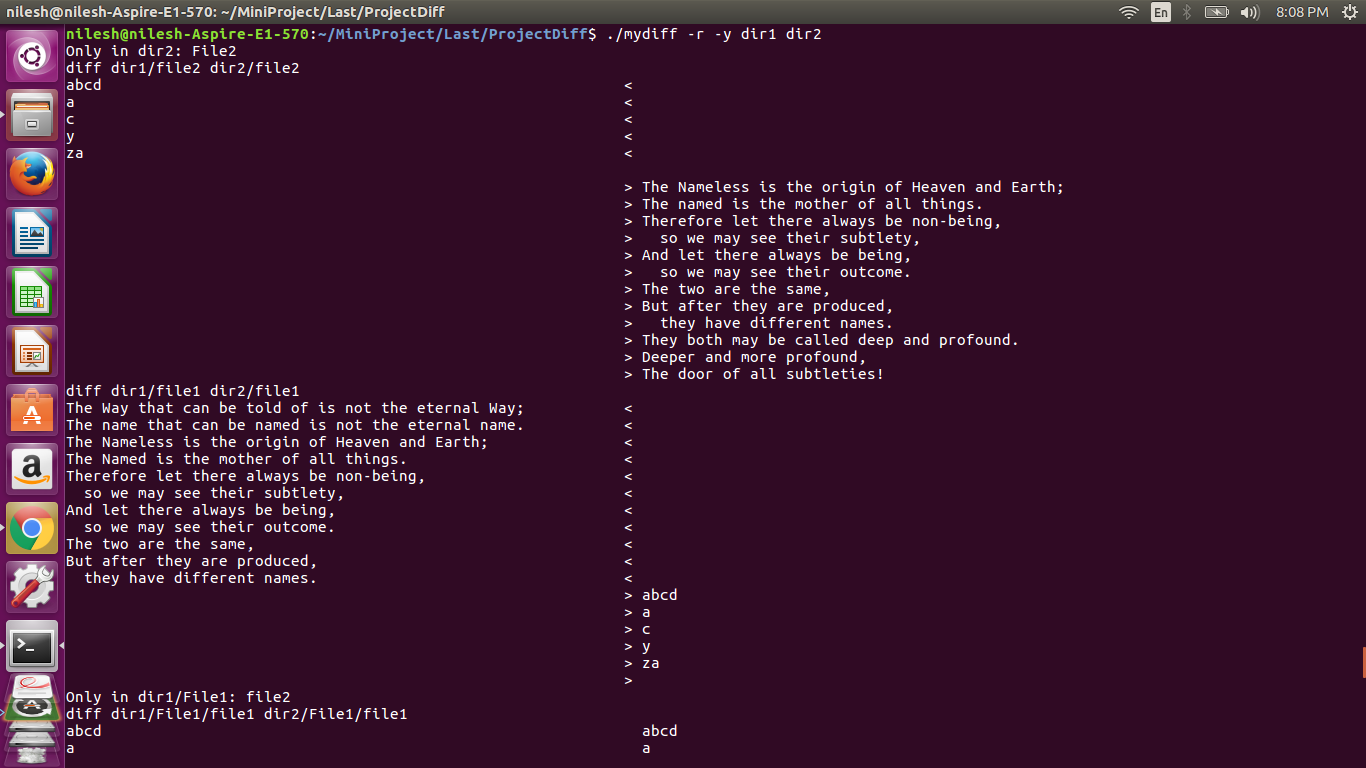 nilesh@nilesh-Aspire-E1-570: ~/MiniProject/Last/ProjectDiff En 8:08 PM
nilesh@nilesh-Aspire-E1-570:~/MiniProject/Last/ProjectDiff$ ./mydiff -r -y dir1 dir2
Only in dir2: File2
diff dir1/file2 dir2/file2
abcd <
a <
c <
y <
za <
> The Nameless is the origin of Heaven and Earth;
> The named is the mother of all things.
> Therefore let there always be non-being,
>   so we may see their subtlety,
> And let there always be being,
>   so we may see their outcome.
> The two are the same,
> But after they are produced,
>   they have different names.
> They both may be called deep and profound.
> Deeper and more profound,
> The door of all subtleties!
diff dir1/file1 dir2/file1
The Way that can be told of is not the eternal Way; <
The name that can be named is not the eternal name. <
The Nameless is the origin of Heaven and Earth; <
The Named is the mother of all things. <
Therefore let there always be non-being, <
  so we may see their subtlety, <
And let there always be being, <
  so we may see their outcome. <
The two are the same, <
But after they are produced, <
  they have different names. <
> abcd
> a
> c
> y
> za
>
Only in dir1/File1: file2
diff dir1/File1/file1 dir2/File1/file1
abcd abcd
a a